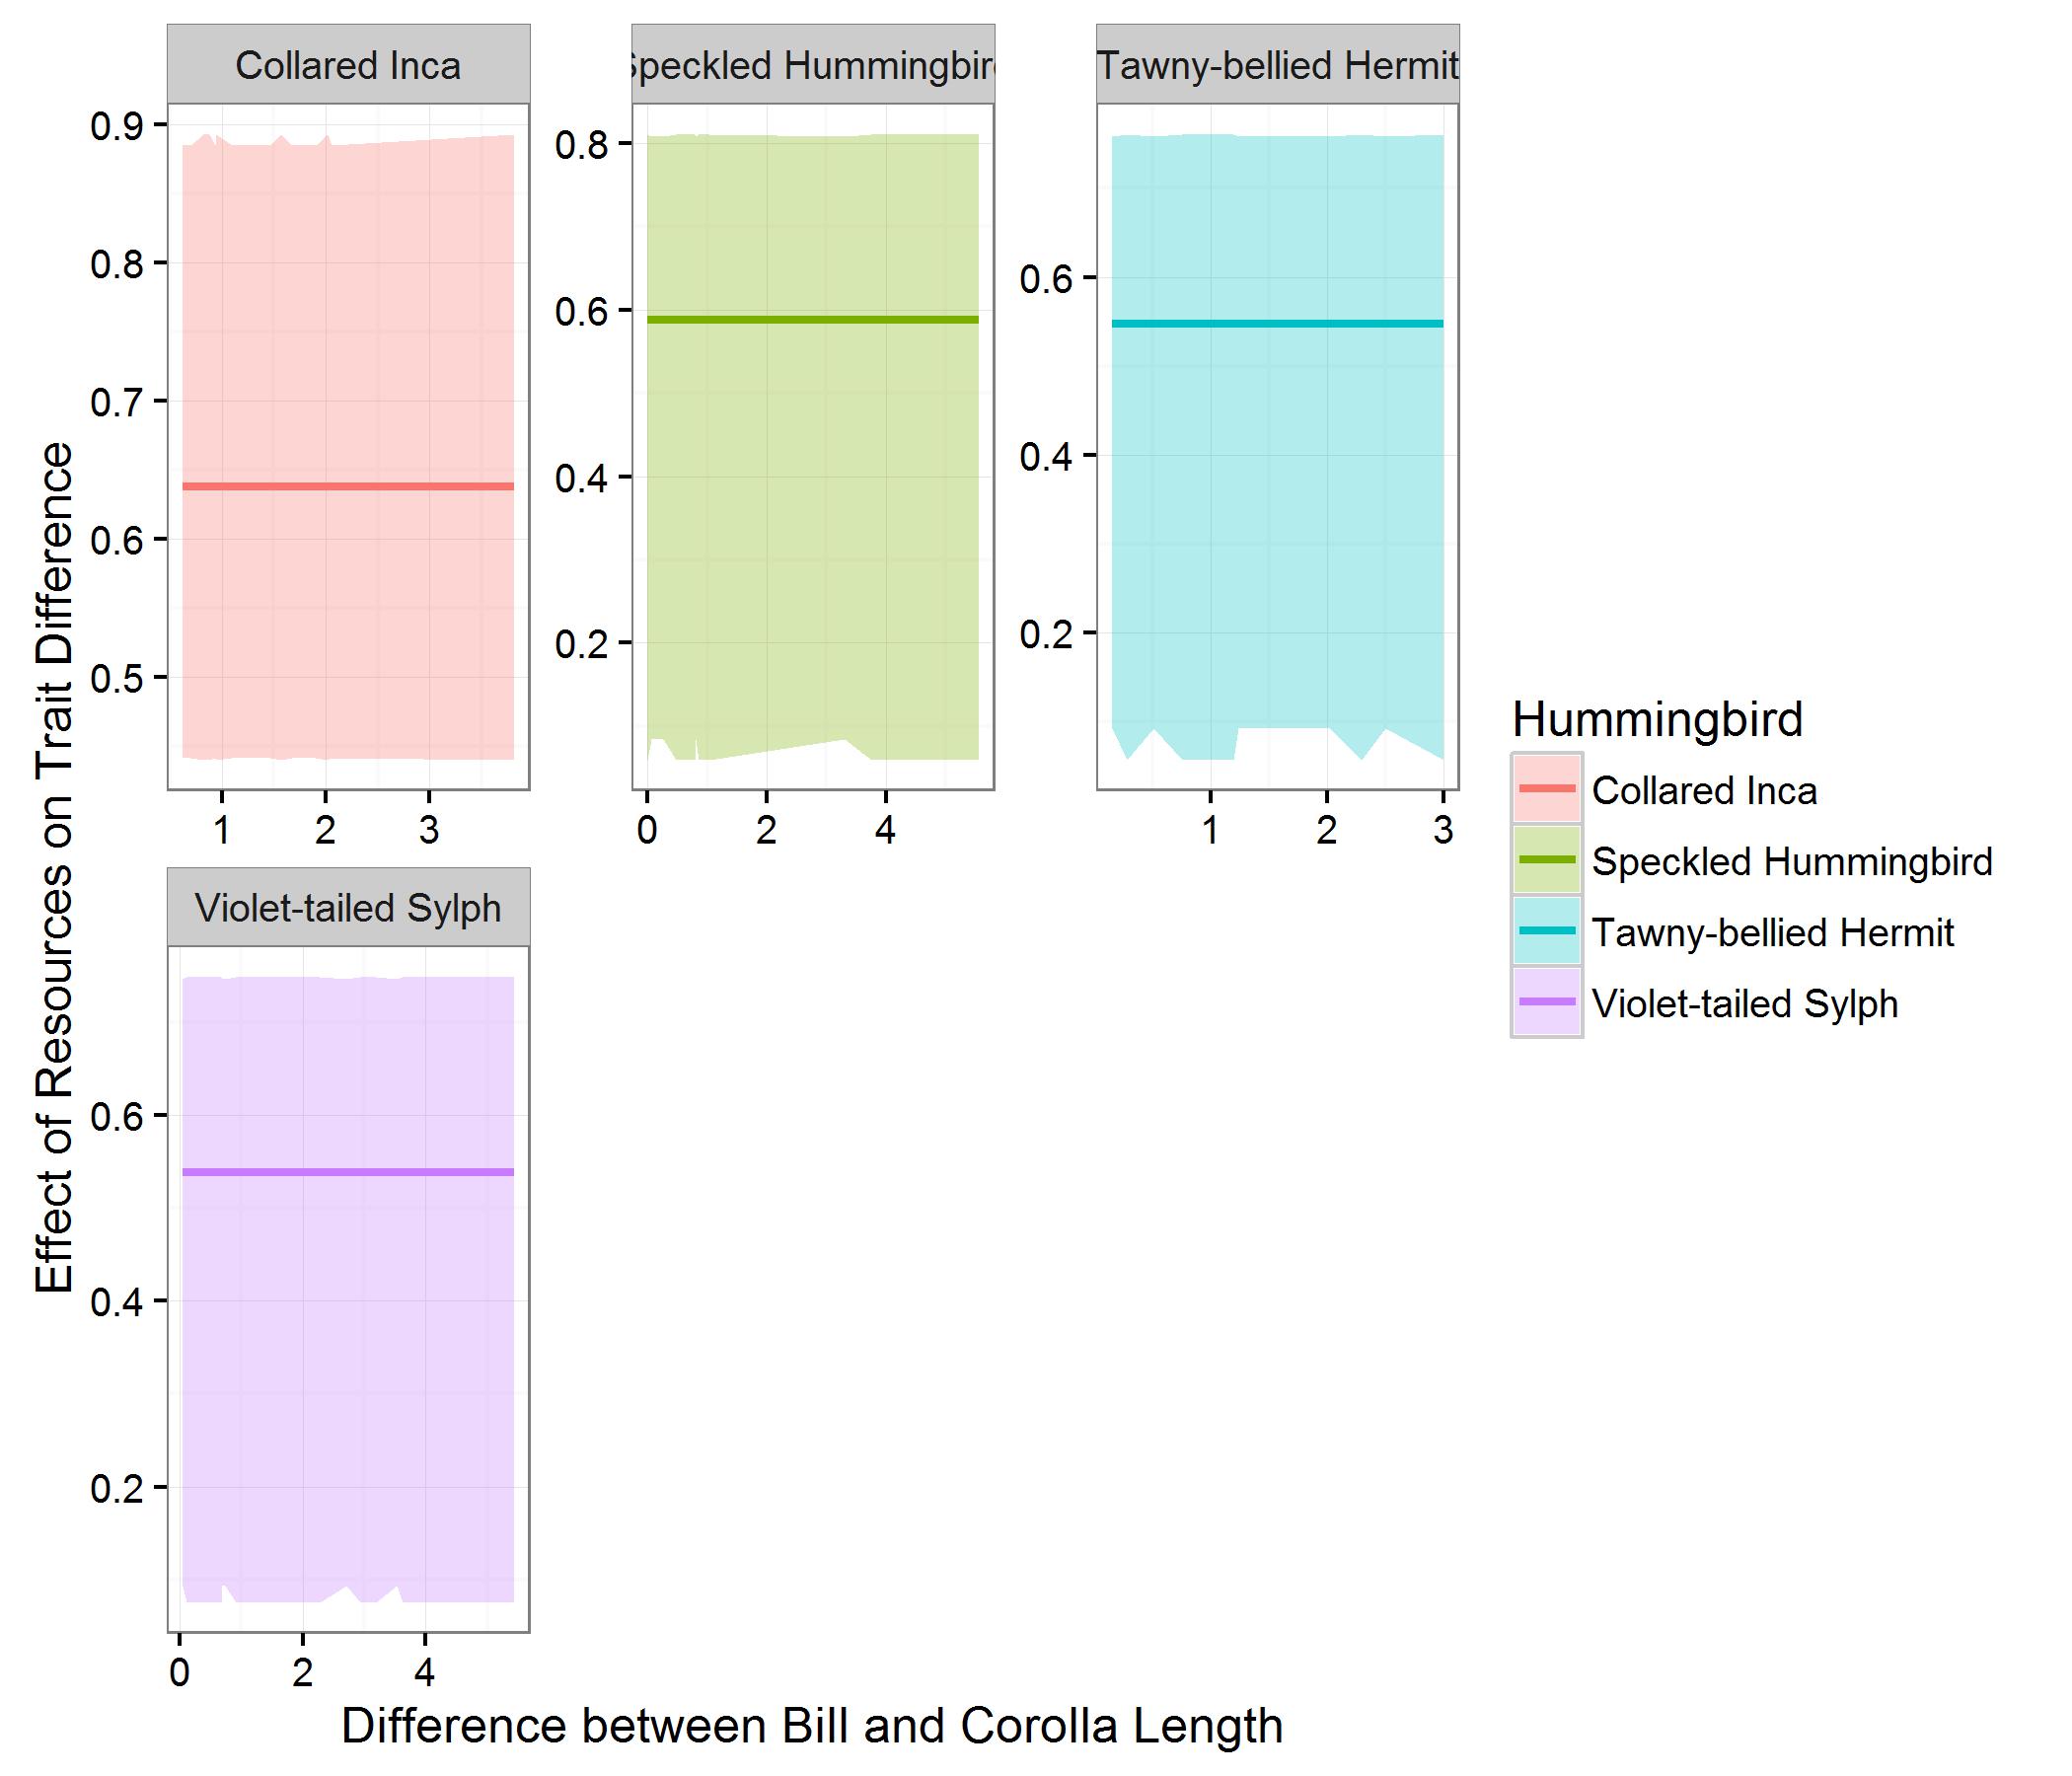 Collared Inca
Speckled Hummingbird
Tawny-bellied Hermit
0.9
0.8
0.7
0.6
0.5
0.8
0.6
0.4
0.2
0.6
0.4
0.2
1 2 3
0 2 4
1 2 3
Effect of Resources on Trait Difference
Violet-tailed Sylph
0.6
0.4
0.2
0 2 4
Difference between Bill and Corolla Length
Hummingbird
Collared Inca
Speckled Hummingbird
Tawny-bellied Hermit
Violet-tailed Sylph